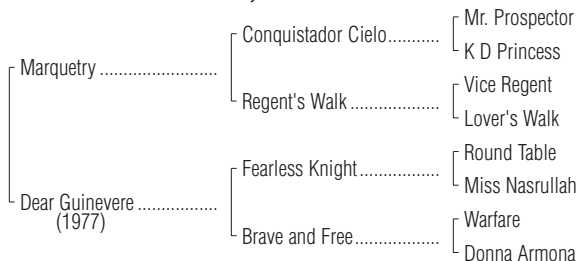 Mr. Prospector
Conquistador Cielo...........
K D Princess
Marquetry .......................
Vice Regent
Regent's Walk ..................
Lover's Walk
Round Table
Fearless Knight................
Miss Nasrullah
Dear Guinevere ................
(1977)
Warfare
Brave and Free.................
Donna Armona